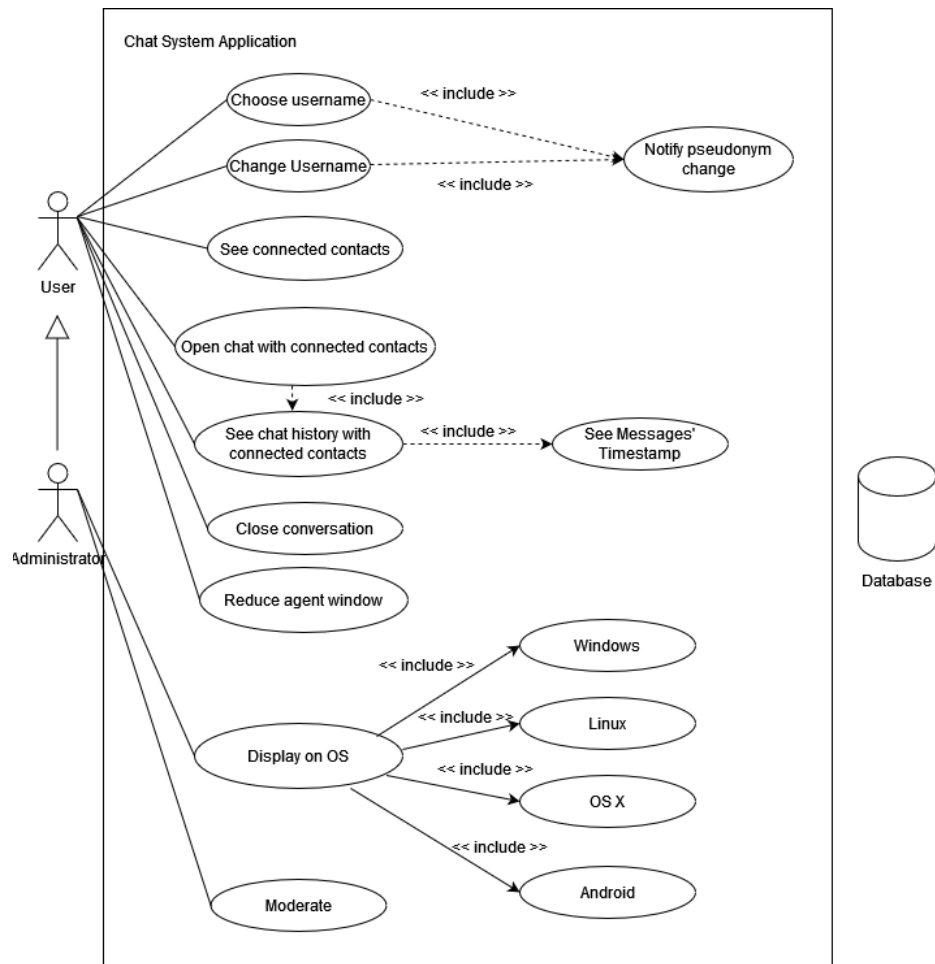 Chat System Application
Choose username
<< include >>
Notify pseudonym
change
Change Username
<< include >>
See connected contacts
User
Open chat with connected contacts
<< include >>
See chat history with
connected contacts
<< include >>
See Messages'
Timestamp
Close conversation
Administrator
Database
Reduce agent window
Windows
<< include >>
<< include >>
Linux
Display on OS
<< include >>
OS X
<< include >>
Android
Moderate